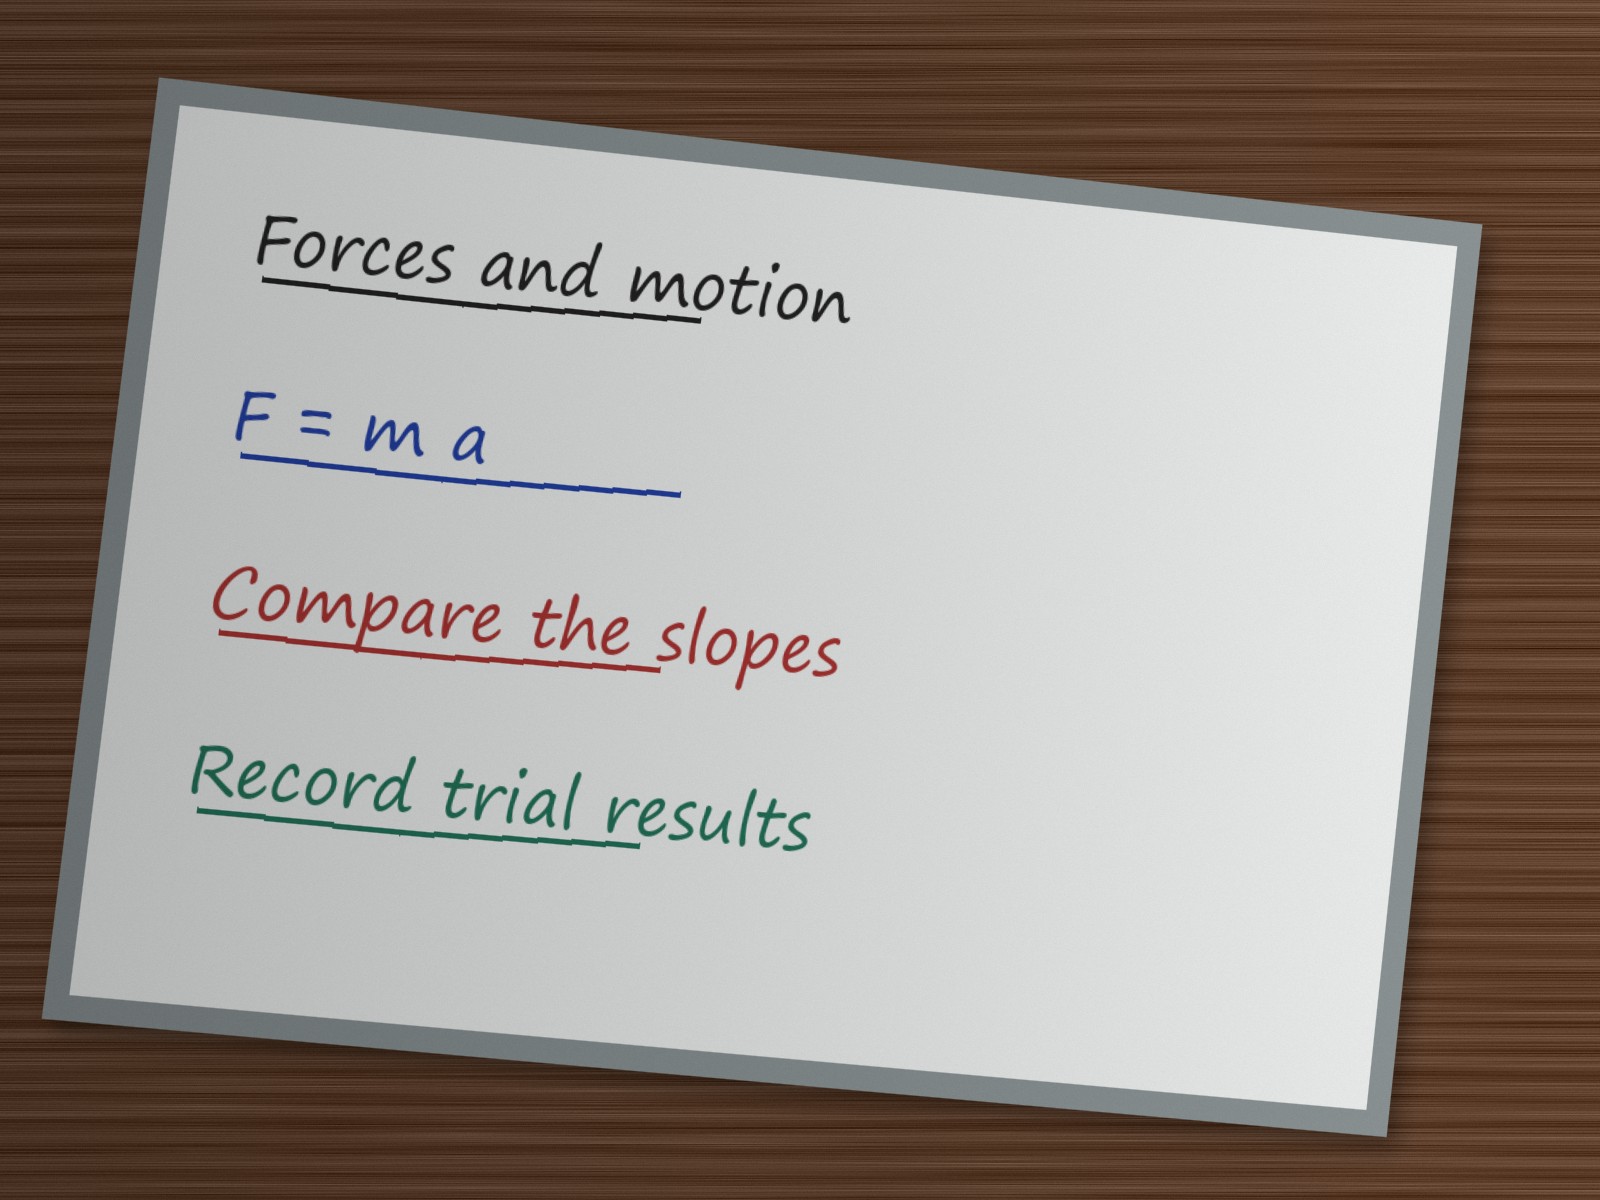 Forces and motion
F = m a
Compare the slopes
Record trial results